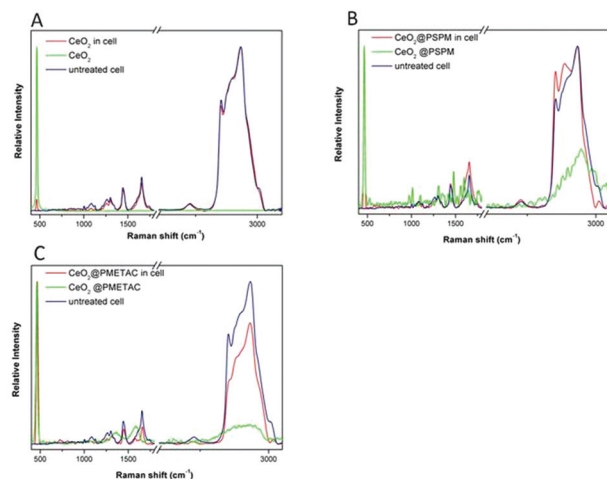 A
CeO2 in cell
CeO2
untreated cell
Relative Intensity
500 1000 1500 3000
Raman shift (cm-1)
B
CeO2@PSPM in cell
CeO2 @PSPM
untreated cell
Relative Intensity
500 1000 1500 3000
Raman shift (cm-1)
C
CeO2@PMETAC in cell
CeO2 @PMETAC
untreated cell
Relative Intensity
500 1000 1500 3000
Raman shift (cm-1)